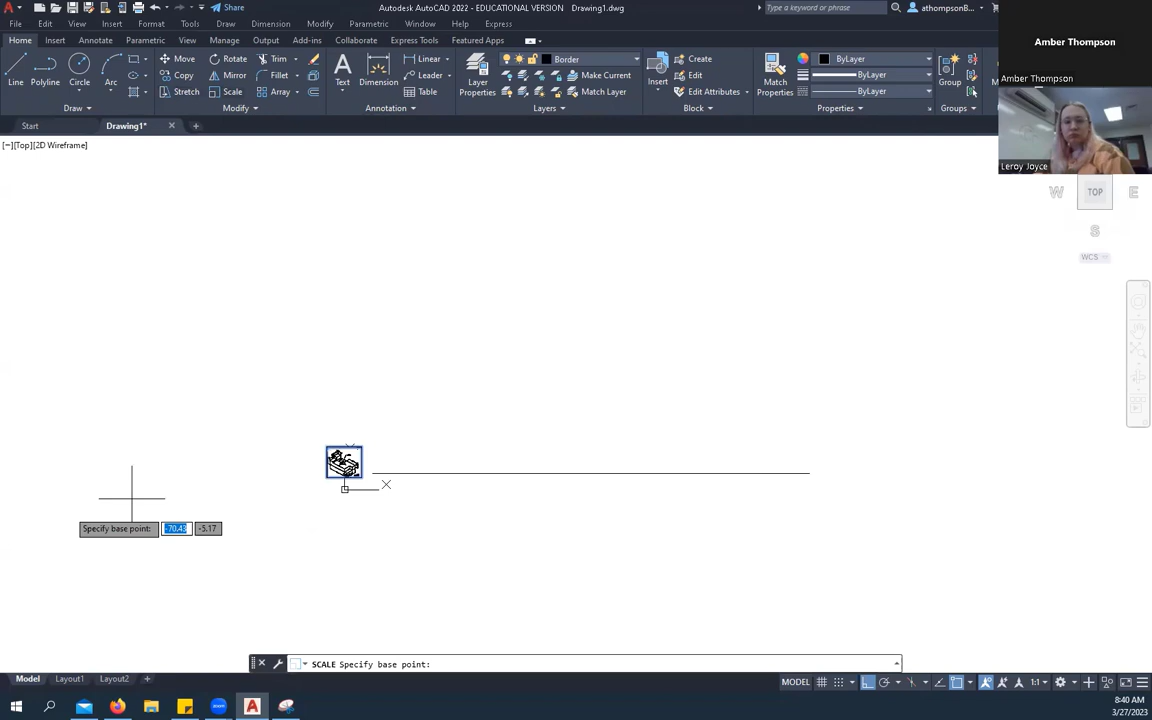 Share
Autodesk AutoCAD 2022 - EDUCATIONAL VERSION Drawing1.dwg
Type a keyword or phrase
athompsonB...
File Edit View Insert Format Tools Draw Dimension Modify Parametric Window Help Express
Home Insert Annotate Parametric View Manage Output Add-ins Collaborate Express Tools Featured Apps
Line Polyline Circle Arc
Move Rotate Trim
Copy Mirror Fillet
Stretch Scale Array
Text Dimension
Linear
Leader
Table
Layer Properties
Border
Make Current
Match Layer
Insert
Create
Edit
Edit Attributes
Match Properties
ByLayer
ByLayer
ByLayer
Group
Draw Modify Annotation Layers Block Properties Groups
Amber Thompson
Amber Thompson
Leroy Joyce
Start Drawing1*
[−][Top][2D Wireframe]
W TOP E
S
WCS
X
Specify base point: -70.43 -5.17
SCALE Specify base point:
Model Layout1 Layout2
MODEL 1:1
8:40 AM
3/27/2023